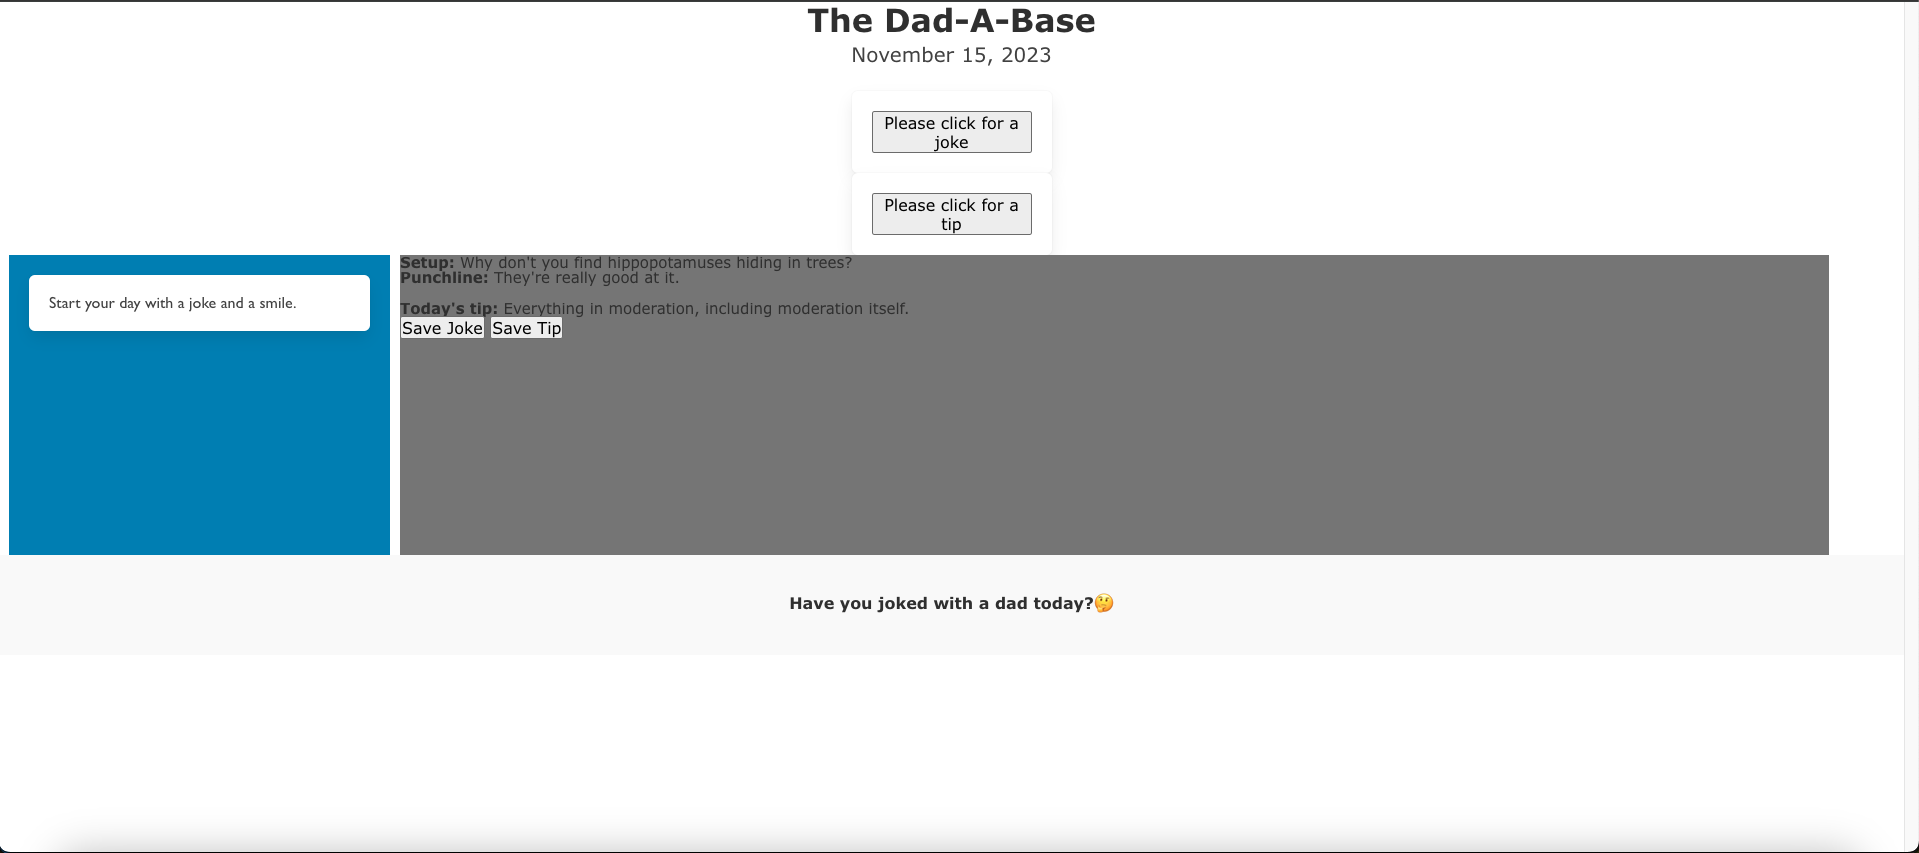 The Dad-A-Base
November 15, 2023
Please click for a
joke
Please click for a
tip
Start your day with a joke and a smile.
Setup: Why don't you find hippopotamuses hiding in trees?
Punchline: They're really good at it.
Today's tip: Everything in moderation, including moderation itself.
Save Joke Save Tip
Have you joked with a dad today?🤔